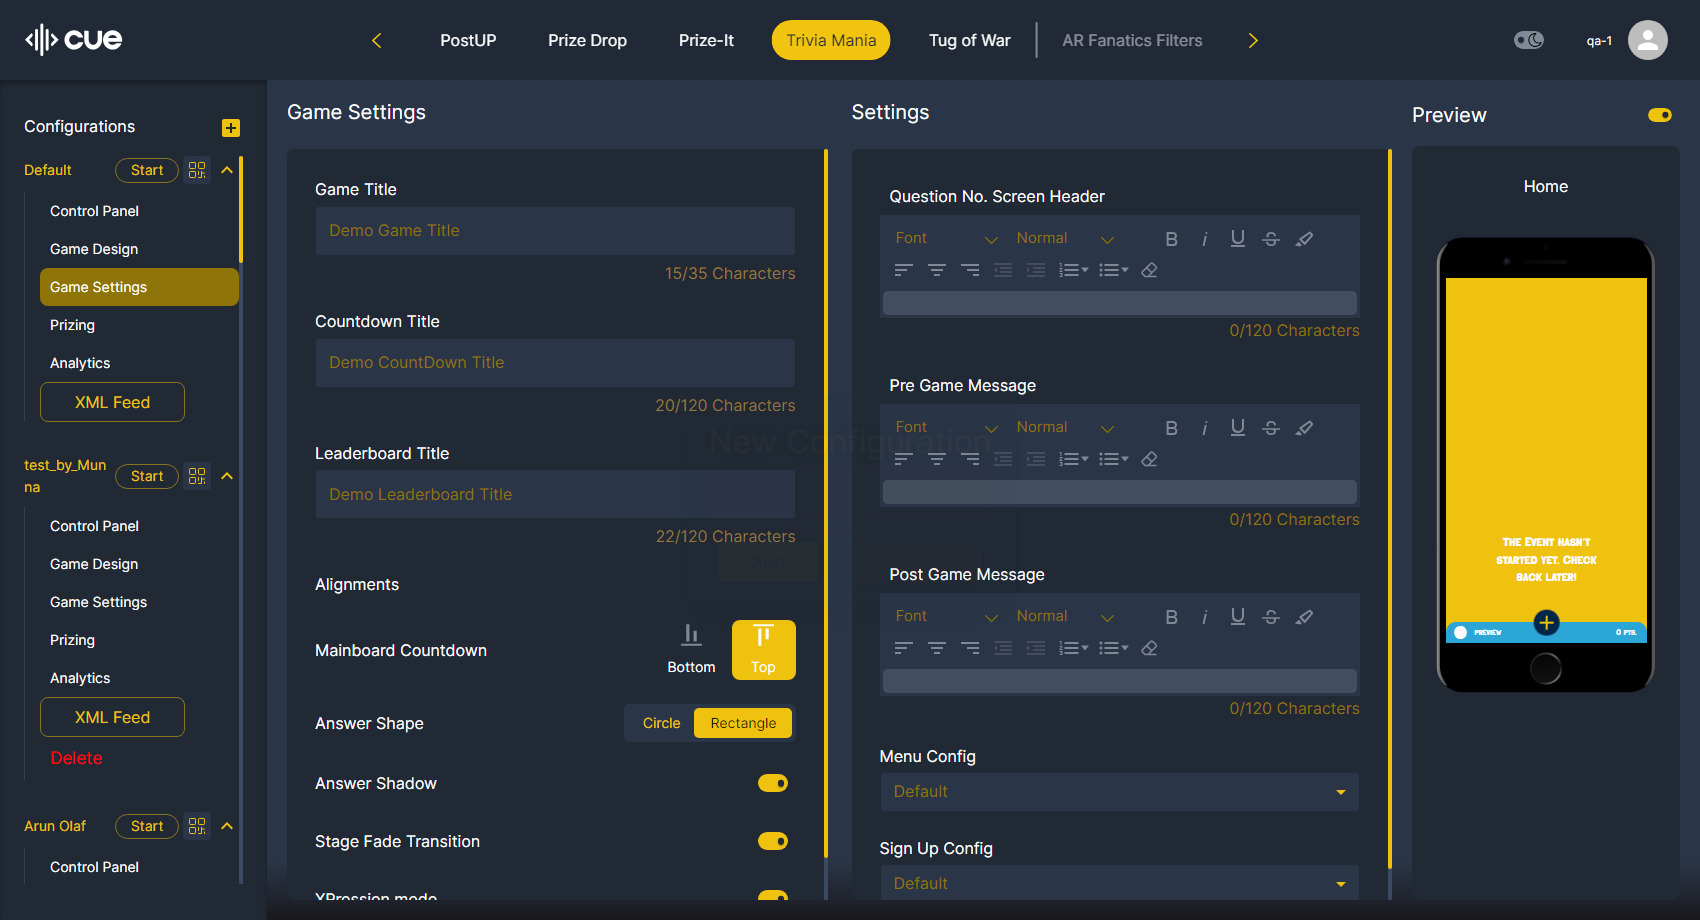 cue
PostUP
Prize Drop
Prize-It
Trivia Mania
Tug of War
AR Fanatics Filters
qa-1
Configurations
Default
Start
Control Panel
Game Design
Game Settings
Prizing
Analytics
XML Feed
test_by_Mun
na
Start
Control Panel
Game Design
Game Settings
Prizing
Analytics
XML Feed
Delete
Arun Olaf
Start
Control Panel
Game Settings
Game Title
Demo Game Title
15/35 Characters
Countdown Title
Demo CountDown Title
20/120 Characters
Leaderboard Title
Demo Leaderboard Title
22/120 Characters
Alignments
Mainboard Countdown
Bottom
Top
Answer Shape
Circle
Rectangle
Answer Shadow
Stage Fade Transition
XPression mode
New Configuration
Settings
Question No. Screen Header
Font
Normal
B
i
U
S
0/120 Characters
Pre Game Message
Font
Normal
B
i
U
S
0/120 Characters
Post Game Message
Font
Normal
B
i
U
S
0/120 Characters
Menu Config
Default
Sign Up Config
Default
Preview
Home
The Event hasn't
started yet. Check
back later!
PREVIEW
0 PTS.